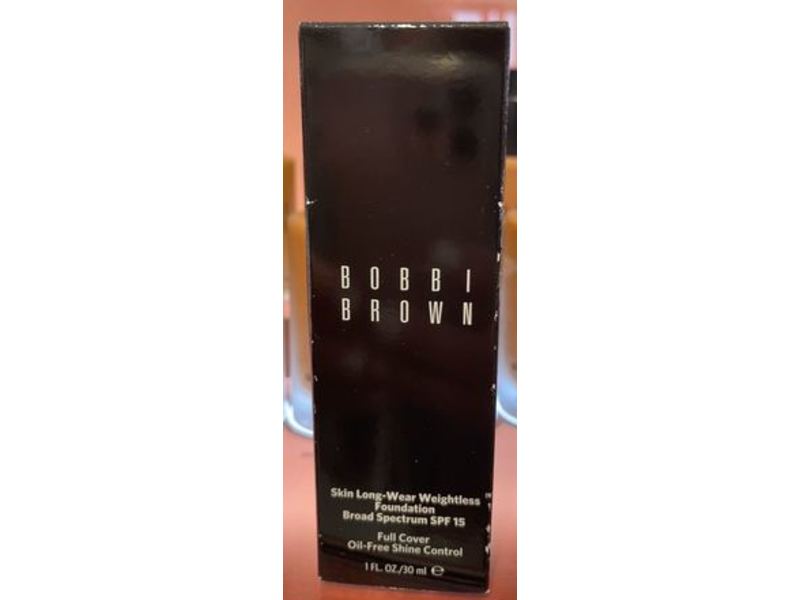 BOBBI
BROWN
Skin Long-Wear Weightless™
Foundation
Broad Spectrum SPF 15
Full Cover
Oil-Free Shine Control
1 FL. OZ./30 ml ℮